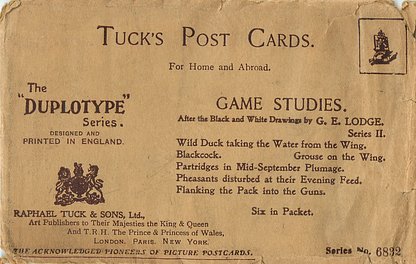 TUCK'S POST CARDS.
For Home and Abroad.
The
"DUPLOTYPE"
Series.
DESIGNED AND
PRINTED IN ENGLAND.
GAME STUDIES.
After the Black and White Drawings by G. E. LODGE.
Series II.
Wild Duck taking the Water from the Wing.
Blackcock. Grouse on the Wing.
Partridges in Mid-September Plumage.
Pheasants disturbed at their Evening Feed.
Flanking the Pack into the Guns.
Six in Packet.
RAPHAEL TUCK & SONS, Ltd.,
Art Publishers to Their Majesties the King & Queen
And T.R.H. The Prince & Princess of Wales,
LONDON. PARIS. NEW YORK.
THE ACKNOWLEDGED PIONEERS OF PICTURE POSTCARDS.
Series No. 6892